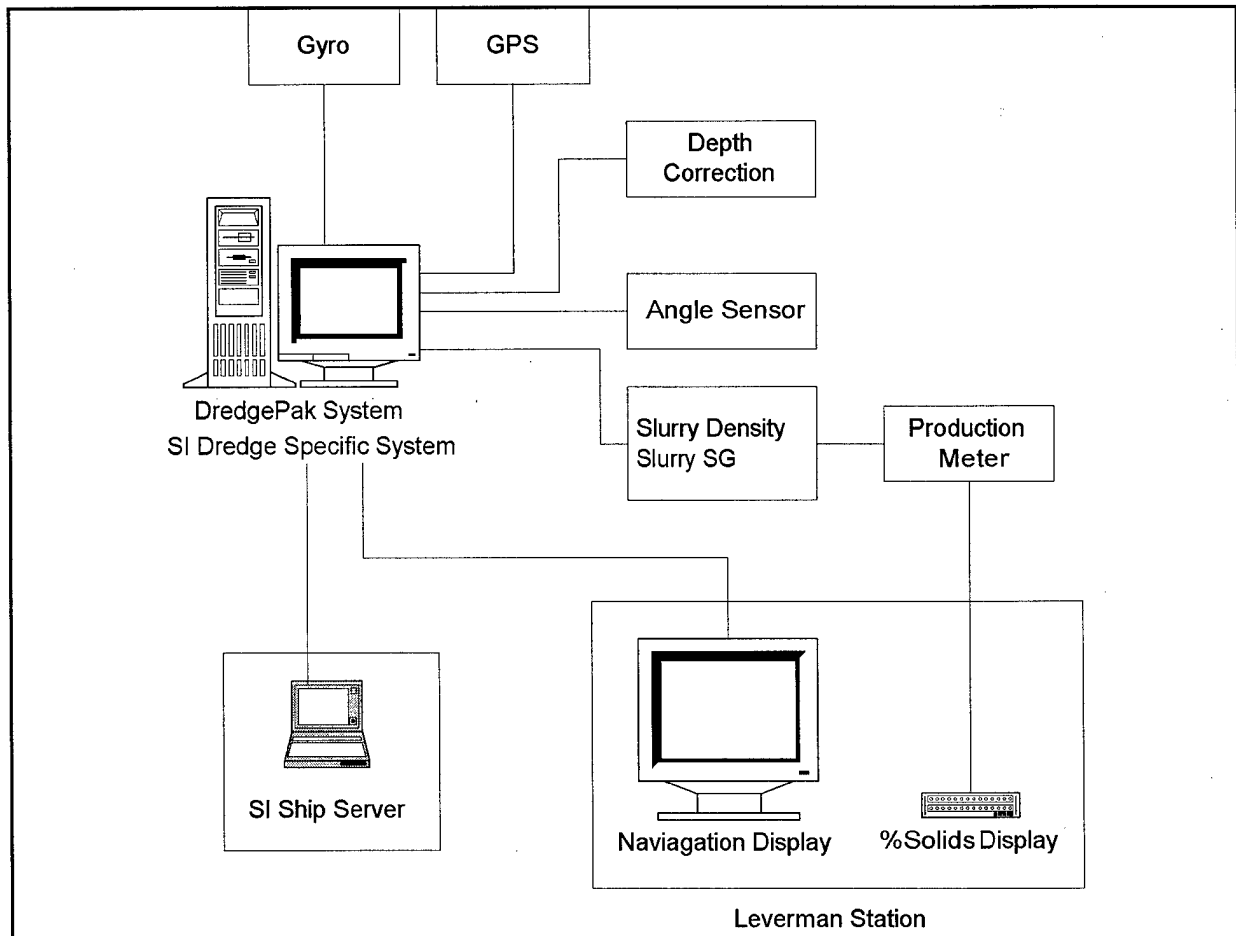 Gyro
GPS
Depth
Correction
Angle Sensor
DredgePak System
SI Dredge Specific System
Slurry Density
Slurry SG
Production
Meter
SI Ship Server
Naviagation Display
%Solids Display
Leverman Station